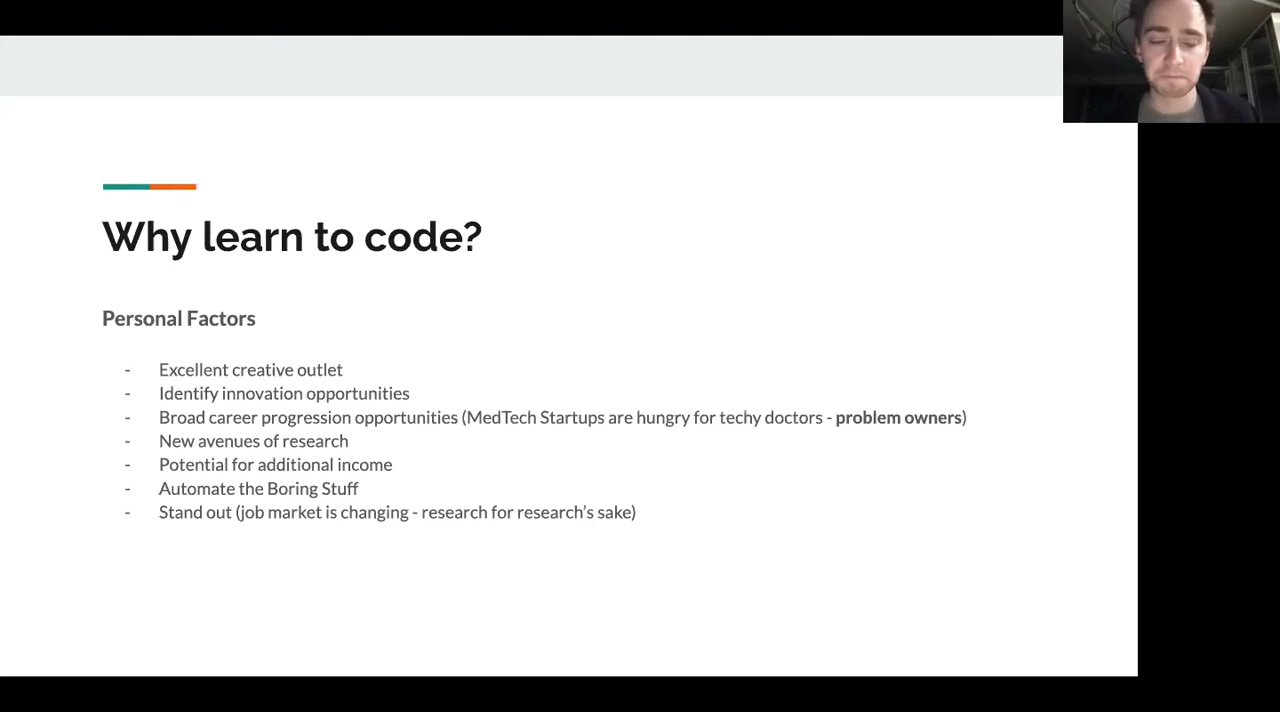 Why learn to code?
Personal Factors
- Excellent creative outlet
- Identify innovation opportunities
- Broad career progression opportunities (MedTech Startups are hungry for techy doctors - problem owners)
- New avenues of research
- Potential for additional income
- Automate the Boring Stuff
- Stand out (job market is changing - research for research’s sake)